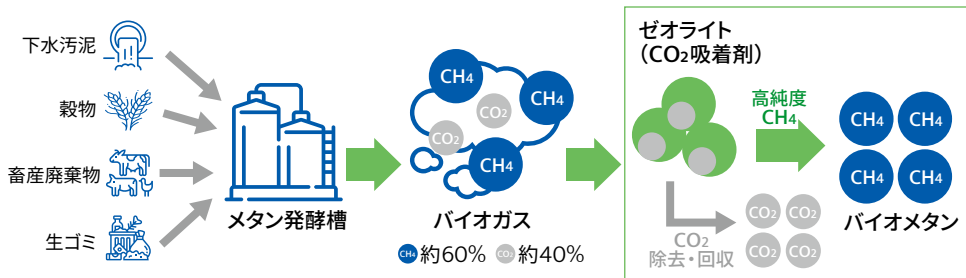 下水汚泥
穀物
畜産廃棄物
生ゴミ
メタン発酵槽
CH4
CH4
CO2
CO2
CH4
バイオガス
CH4 約60% CO2 約40%
ゼオライト
(CO2吸着剤)
高純度
CH4
CO2
除去・回収
CO2 CO2
CO2 CO2
CH4 CH4
CH4 CH4
バイオメタン